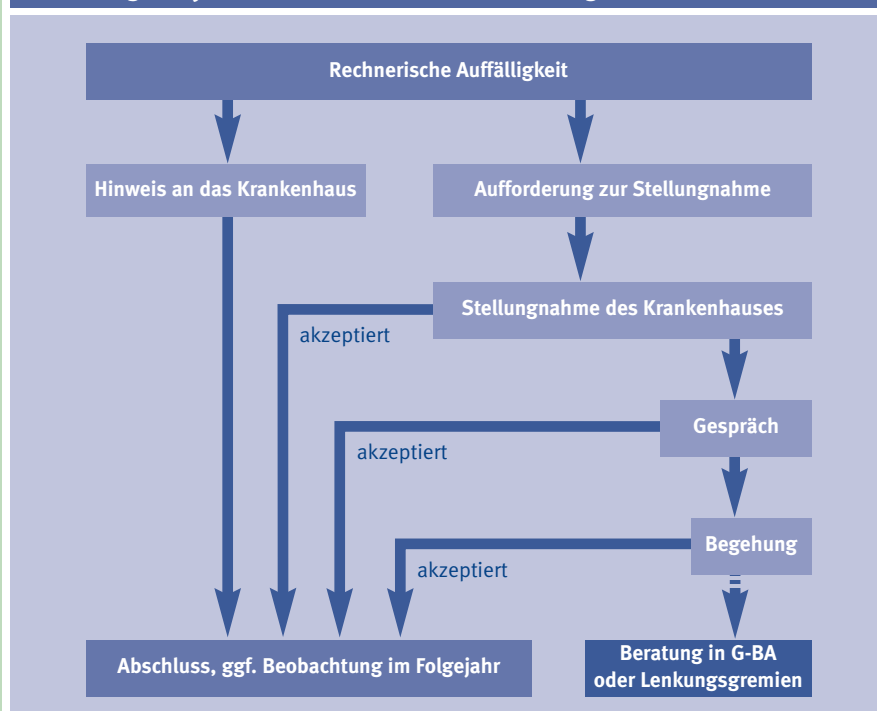 Rechnerische Auffälligkeit
Hinweis an das Krankenhaus
Aufforderung zur Stellungnahme
Stellungnahme des Krankenhauses
akzeptiert
Gespräch
akzeptiert
Begehung
akzeptiert
Abschluss, ggf. Beobachtung im Folgejahr
Beratung in G-BA
oder Lenkungsgremien